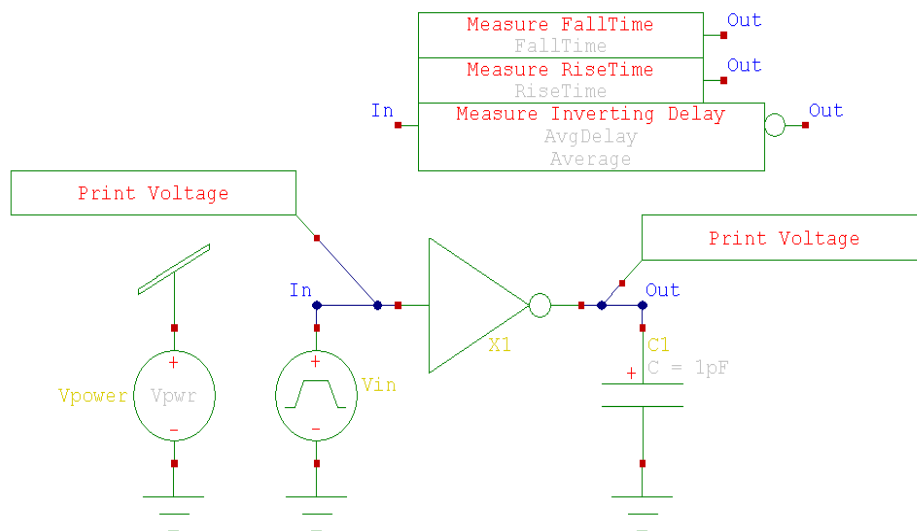 Measure FallTime
Out
FallTime
Measure RiseTime
Out
RiseTime
In
Measure Inverting Delay
Out
AvgDelay
Average
Print Voltage
Print Voltage
In
Out
X1
C1
C = 1pF
+
+
+
Vin
Vpower
Vpwr
-
-